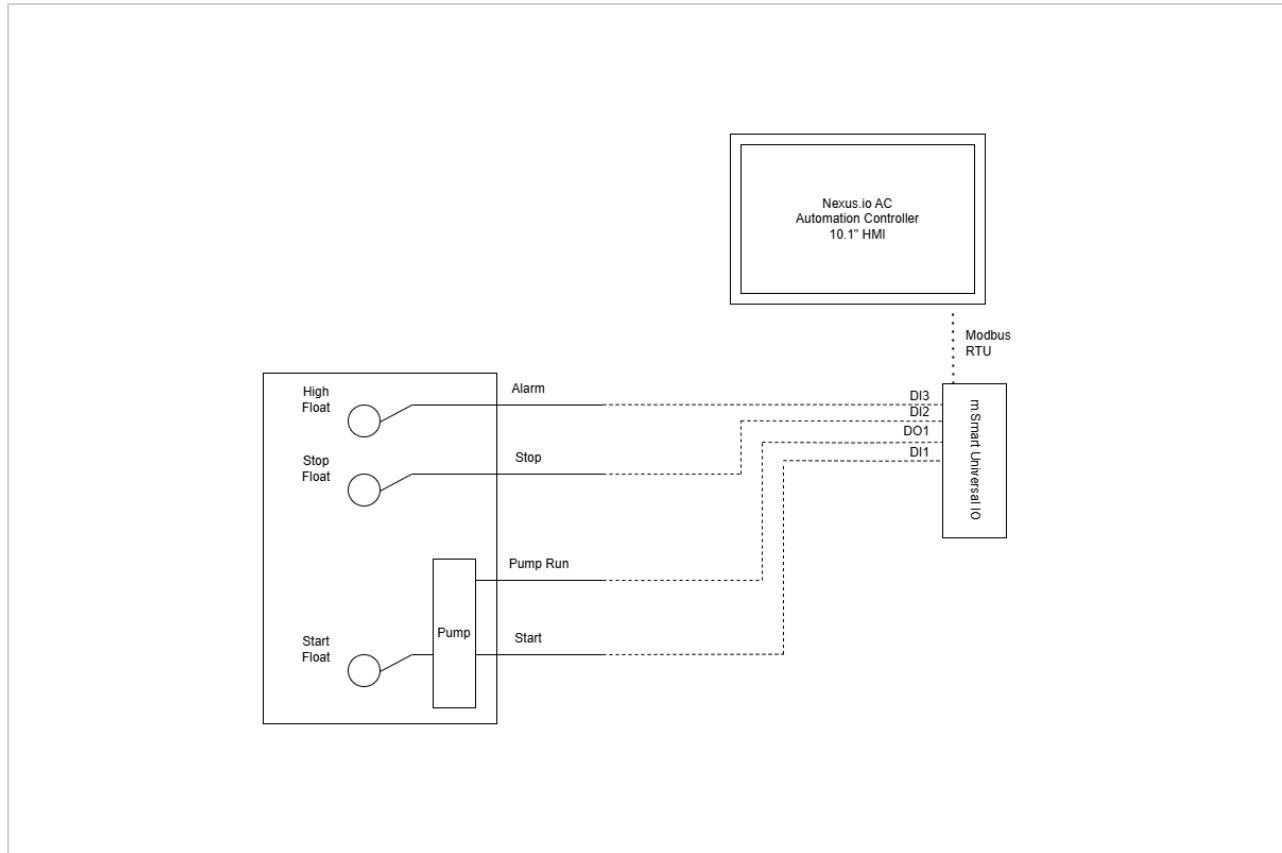 Nexus.io AC
Automation Controller
10.1" HMI
Modbus
RTU
High
Float
Alarm
DI3
DI2
DO1
DI1
m.Smart Universal IO
Stop
Float
Stop
Pump Run
Pump
Start
Float
Start